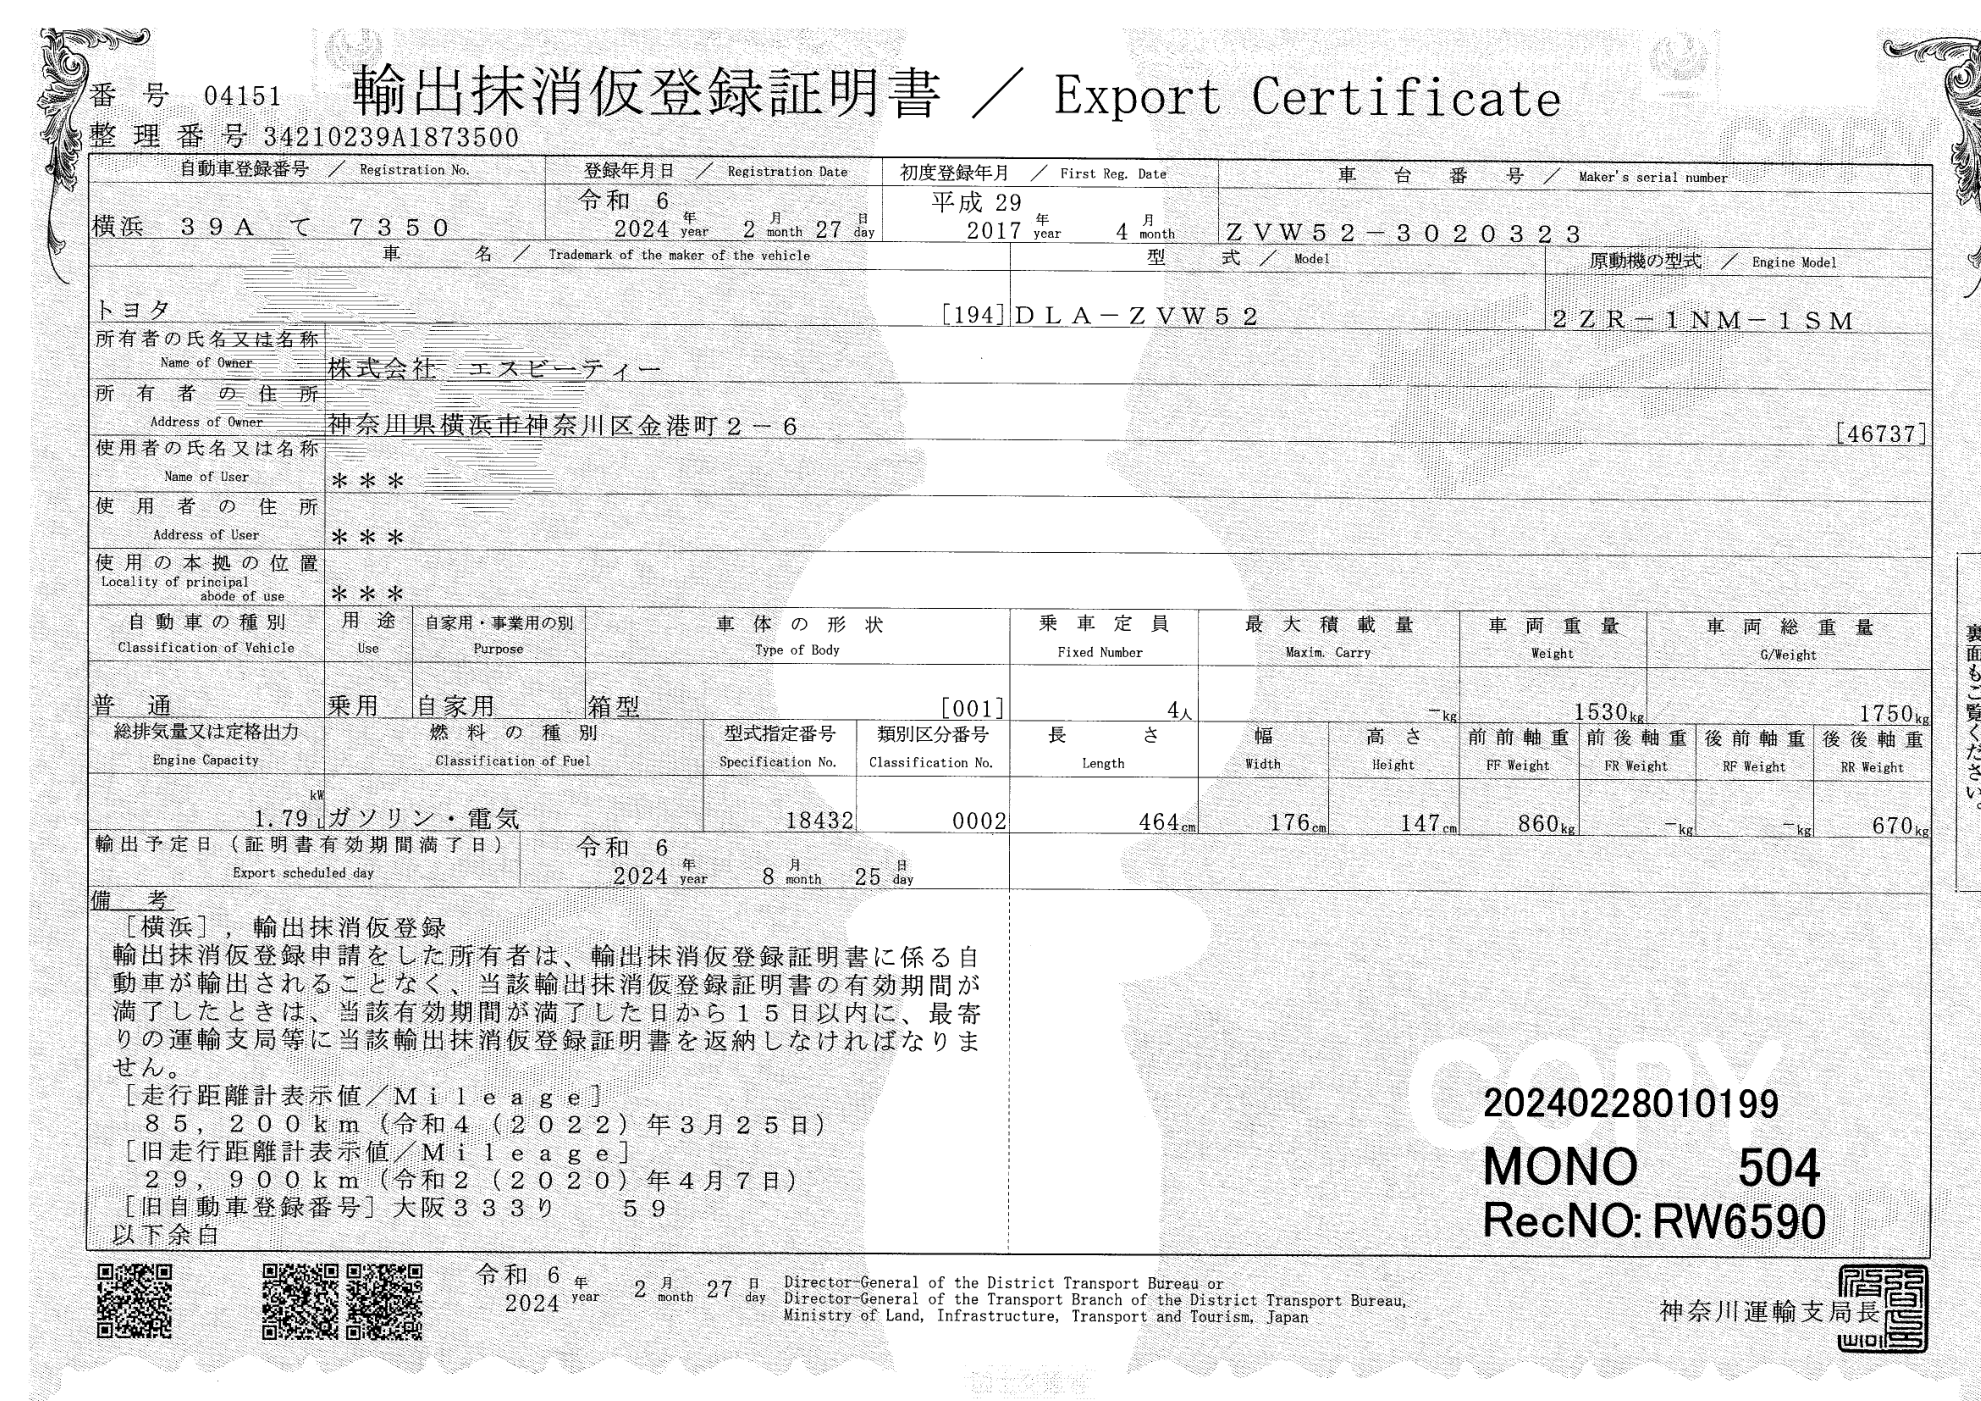 番 号 04151
輸出抹消仮登録証明書 ／ Export Certificate
整 理 番 号 34210239A1873500
自動車登録番号 ／ Registration No. 登録年月日 ／ Registration Date 初度登録年月 ／ First Reg. Date 車 台 番 号 ／ Maker's serial number
横浜 ３９Ａ て ７３５０ 令和 6 2024 年 year 2 月 month 27 日 day 平成 29 2017 年 year 4 月 month ＺＶＷ５２－３０２０３２３
車 名 ／ Trademark of the maker of the vehicle 型 式 ／ Model 原動機の型式 ／ Engine Model
トヨタ [194] ＤＬＡ－ＺＶＷ５２ ２ＺＲ－１ＮＭ－１ＳＭ
所有者の氏名又は名称
Name of Owner 株式会社 エスビーティー
所 有 者 の 住 所
Address of Owner 神奈川県横浜市神奈川区金港町２－６ [46737]
使用者の氏名又は名称
Name of User ＊＊＊
使 用 者 の 住 所
Address of User ＊＊＊
使 用 の 本 拠 の 位 置
Locality of principal
abode of use ＊＊＊
自 動 車 の 種 別 用 途 自家用・事業用の別 車 体 の 形 状 乗 車 定 員 最 大 積 載 量 車 両 重 量 車 両 総 重 量
Classification of Vehicle Use Purpose Type of Body Fixed Number Maxim. Carry Weight G/Weight
普 通 乗用 自家用 箱型 [001] 4人 －kg 1530kg 1750kg
総排気量又は定格出力 燃 料 の 種 別 型式指定番号 類別区分番号 長 さ 幅 高 さ 前 前 軸 重 前 後 軸 重 後 前 軸 重 後 後 軸 重
Engine Capacity Classification of Fuel Specification No. Classification No. Length Width Height FF Weight FR Weight RF Weight RR Weight
1.79 kW L ガソリン・電気 18432 0002 464cm 176cm 147cm 860kg －kg －kg 670kg
輸出予定日（証明書有効期間満了日） 令和 6
Export scheduled day 2024 年 year 8 月 month 25 日 day
備 考
［横浜］，輸出抹消仮登録
輸出抹消仮登録申請をした所有者は、輸出抹消仮登録証明書に係る自
動車が輸出されることなく、当該輸出抹消仮登録証明書の有効期間が
満了したときは、当該有効期間が満了した日から１５日以内に、最寄
りの運輸支局等に当該輸出抹消仮登録証明書を返納しなければなりま
せん。
［走行距離計表示値／Ｍｉｌｅａｇｅ］
８５，２００ｋｍ（令和４（２０２２）年３月２５日）
［旧走行距離計表示値／Ｍｉｌｅａｇｅ］
２９，９００ｋｍ（令和２（２０２０）年４月７日）
［旧自動車登録番号］大阪３３３り ５９
以下余白
COPY
20240228010199
MONO 504
RecNO: RW6590
裏面もご覧ください。
令和 6 2024 年 year 2 月 month 27 日 day
Director-General of the District Transport Bureau or
Director-General of the Transport Branch of the District Transport Bureau,
Ministry of Land, Infrastructure, Transport and Tourism, Japan
神奈川運輸支局長